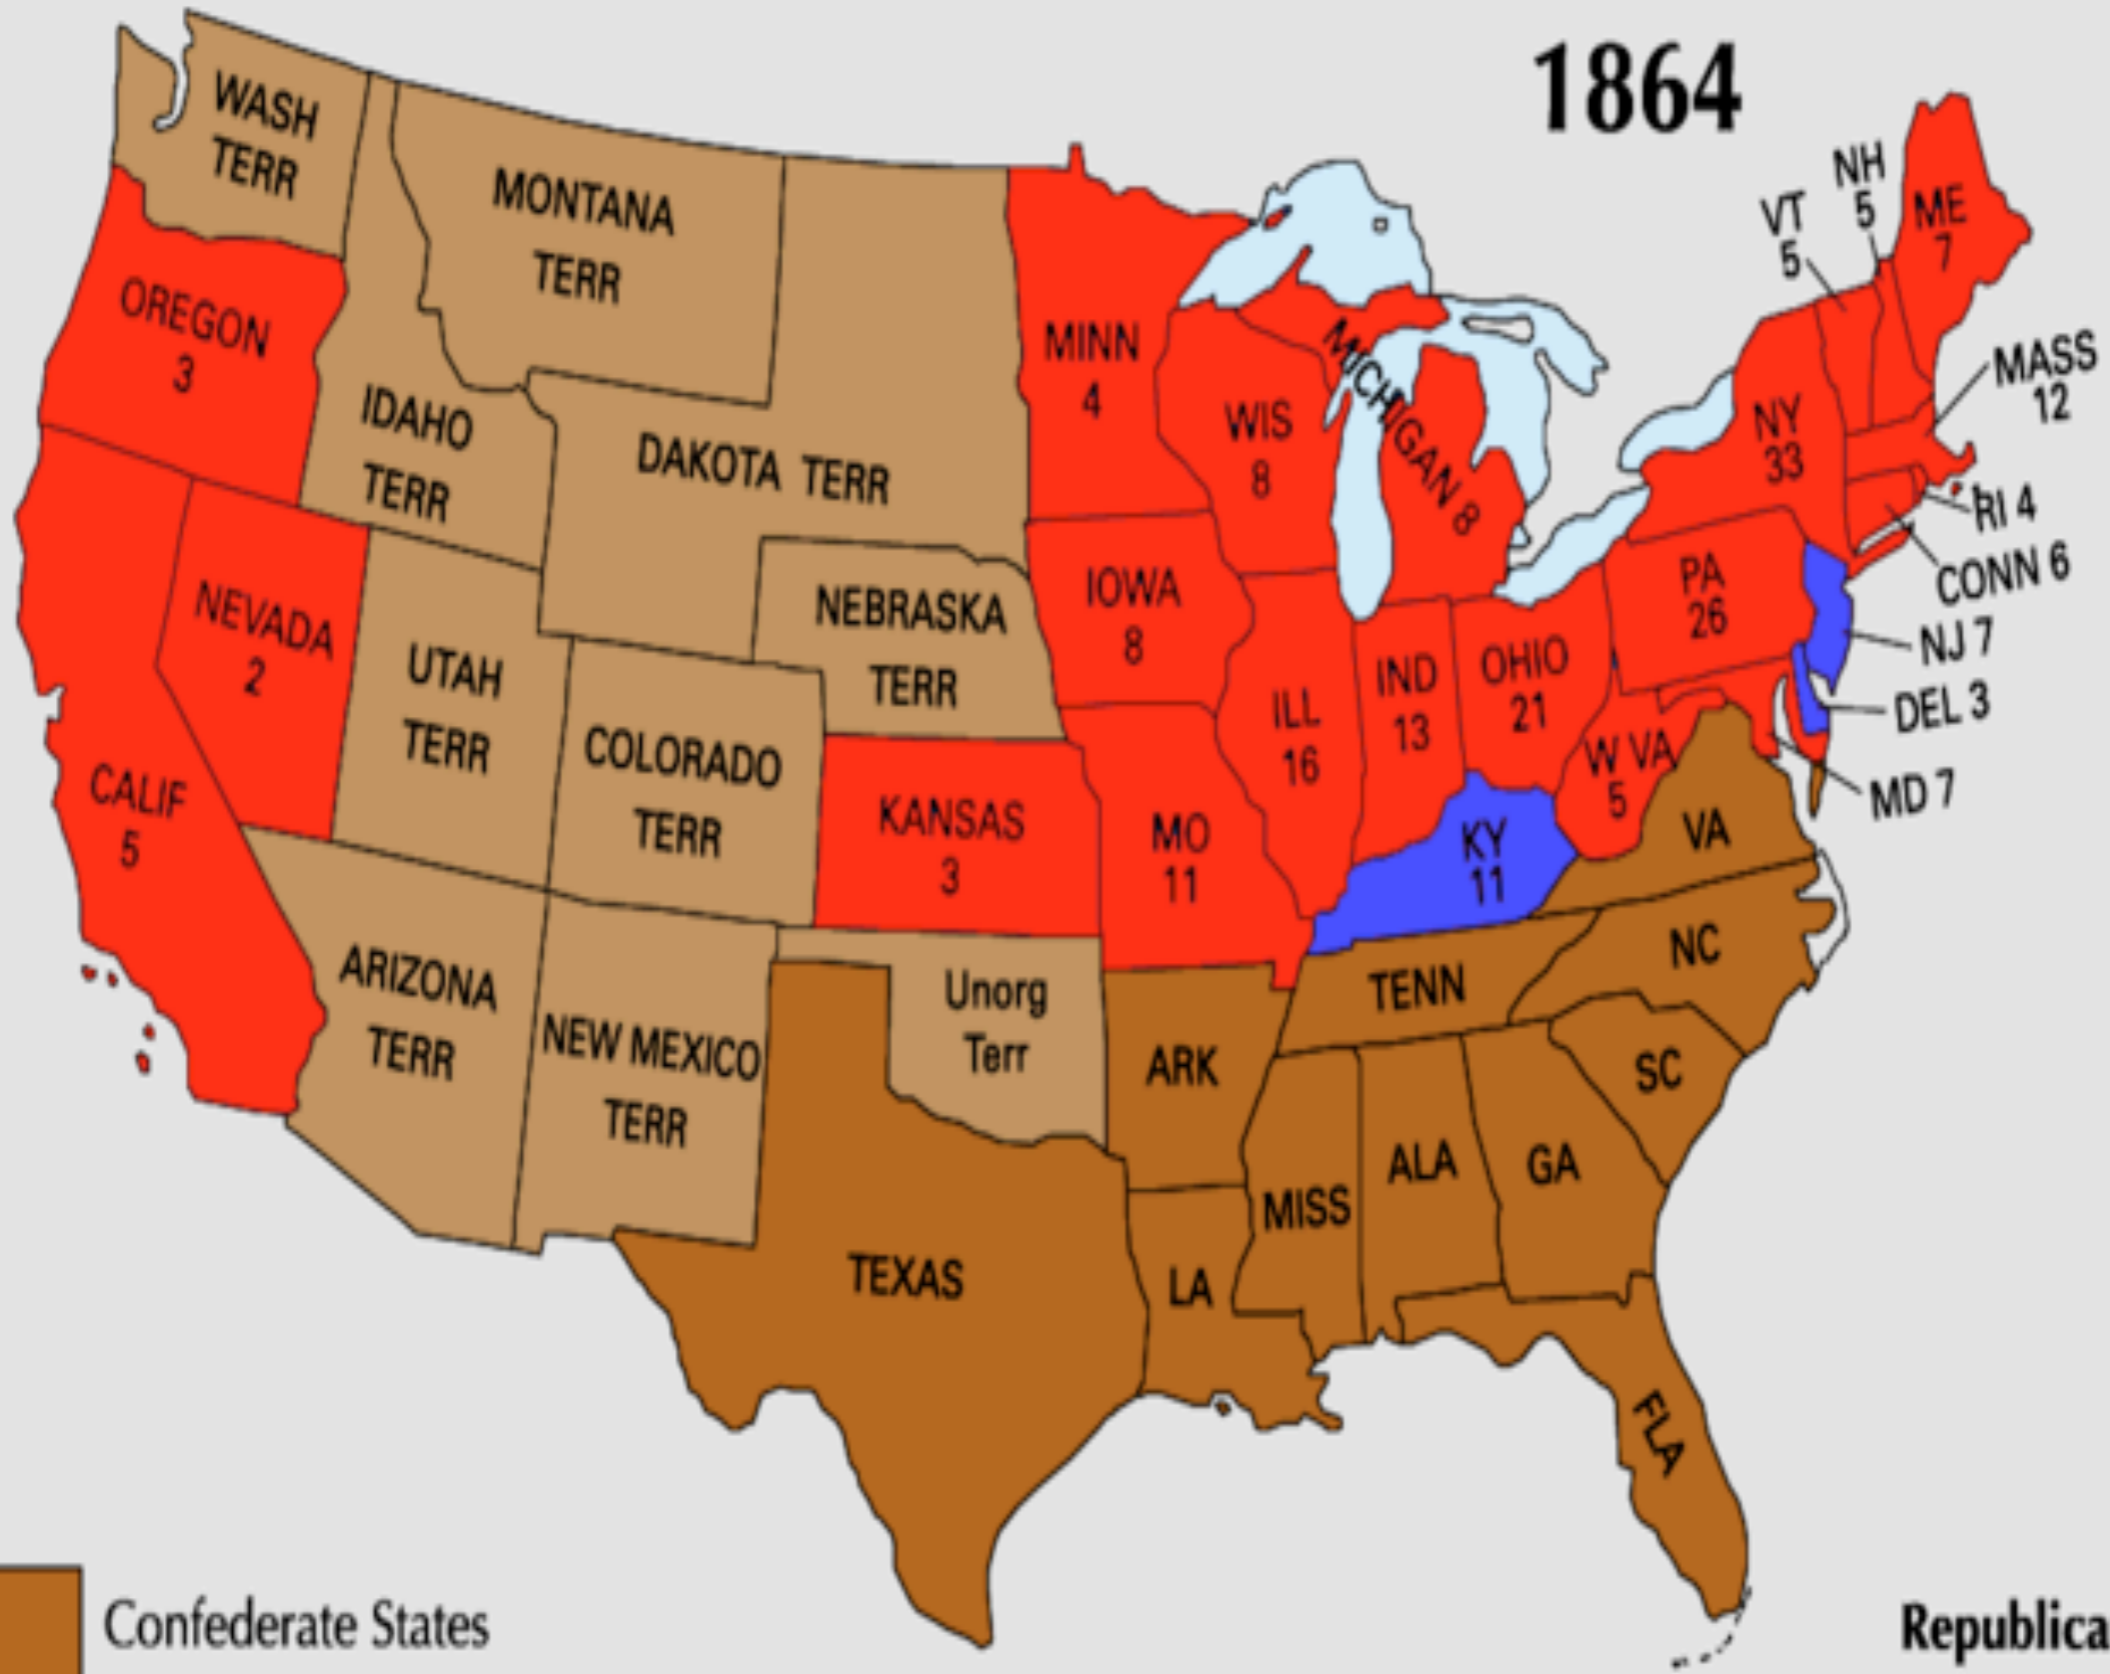 1864
WASH
TERR
MONTANA
TERR
OREGON
3
IDAHO
TERR
DAKOTA TERR
NEVADA
2
UTAH
TERR
NEBRASKA
TERR
COLORADO
TERR
CALIF
5
KANSAS
3
ARIZONA
TERR
NEW MEXICO
TERR
Unorg
Terr
TEXAS
MINN
4
WIS
8
MICHIGAN 8
IOWA
8
ILL
16
IND
13
OHIO
21
MO
11
KY
11
W VA
5
VA
PA
26
NY
33
VT
5
NH
5
ME
7
MASS
12
RI 4
CONN 6
NJ 7
DEL 3
MD 7
TENN
NC
SC
ARK
MISS
ALA
GA
LA
FLA
Confederate States
Republica